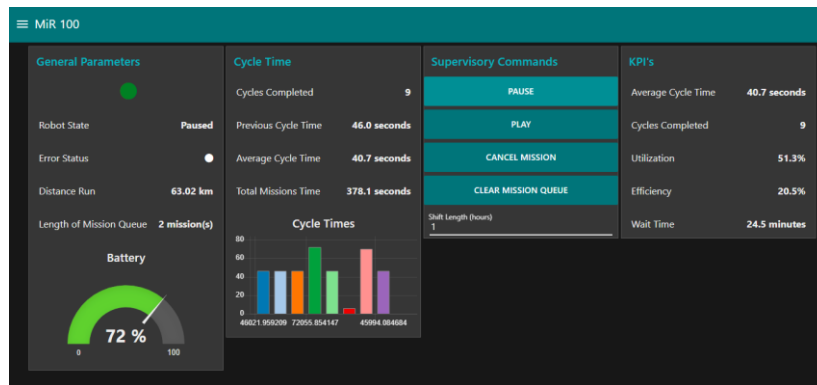 MiR 100
General Parameters
Robot State Paused
Error Status
Distance Run 63.02 km
Length of Mission Queue 2 mission(s)
Battery
72 %
0 100
Cycle Time
Cycles Completed 9
Previous Cycle Time 46.0 seconds
Average Cycle Time 40.7 seconds
Total Missions Time 378.1 seconds
Cycle Times
80
60
40
20
0
46021.959209 72055.854147 45994.084684
Supervisory Commands
PAUSE
PLAY
CANCEL MISSION
CLEAR MISSION QUEUE
Shift Length (hours)
1
KPI's
Average Cycle Time 40.7 seconds
Cycles Completed 9
Utilization 51.3%
Efficiency 20.5%
Wait Time 24.5 minutes